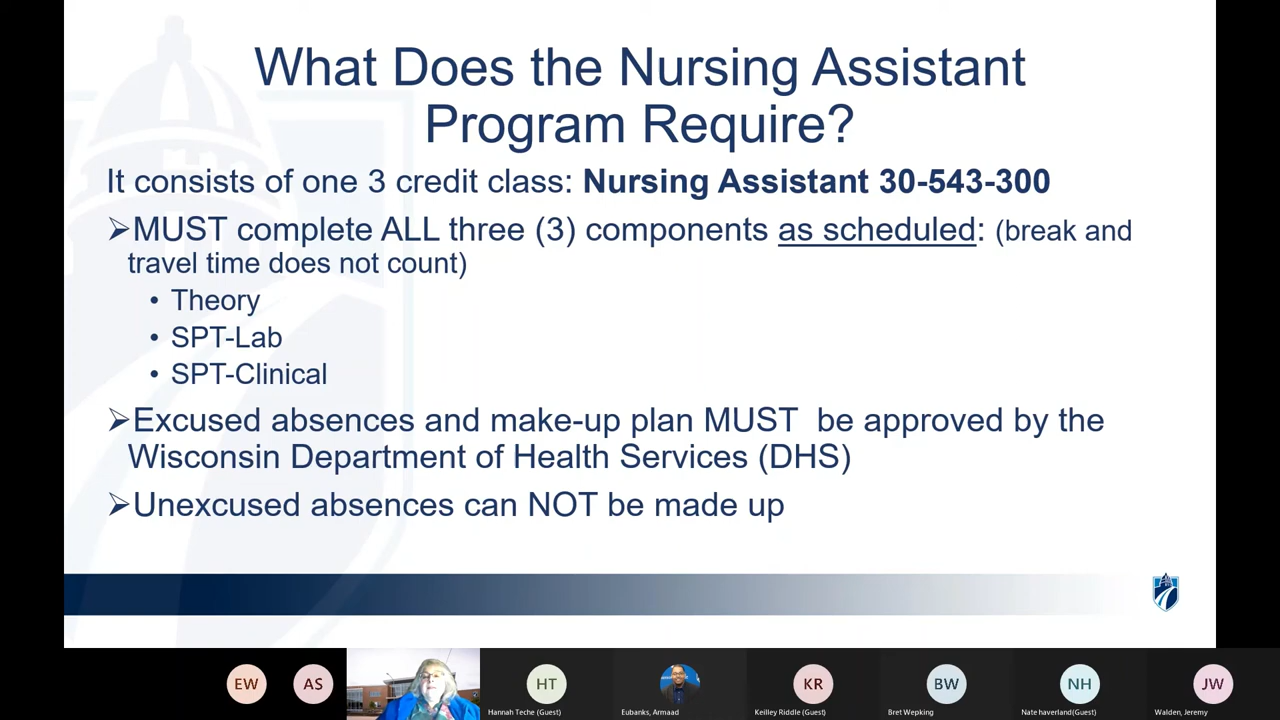 What Does the Nursing Assistant
Program Require?
It consists of one 3 credit class: Nursing Assistant 30-543-300
➢MUST complete ALL three (3) components as scheduled: (break and
travel time does not count)
• Theory
• SPT-Lab
• SPT-Clinical
➢Excused absences and make-up plan MUST be approved by the
Wisconsin Department of Health Services (DHS)
➢Unexcused absences can NOT be made up
EW
AS
HT
KR
BW
NH
JW
Hannah Teche (Guest)
Eubanks, Armaad
Keilley Riddle (Guest)
Bret Wepking
Nate haverland(Guest)
Walden, Jeremy